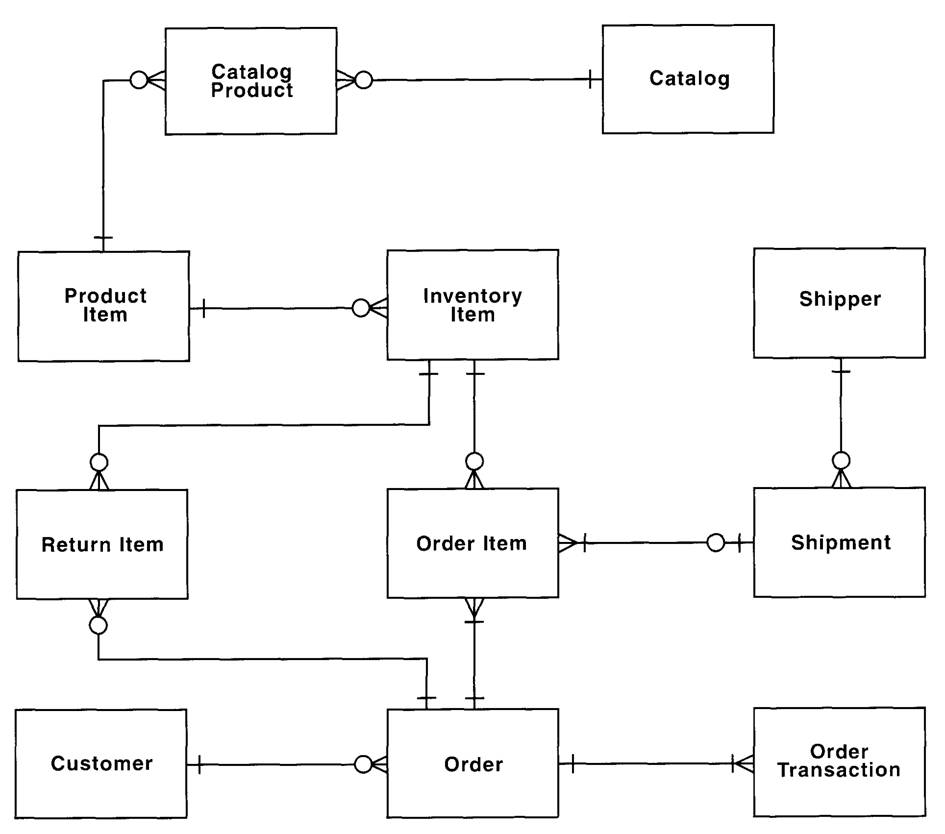 Catalog
Product
Catalog
Product
Item
Inventory
Item
Shipper
Return Item
Order Item
Shipment
Customer
Order
Order
Transaction